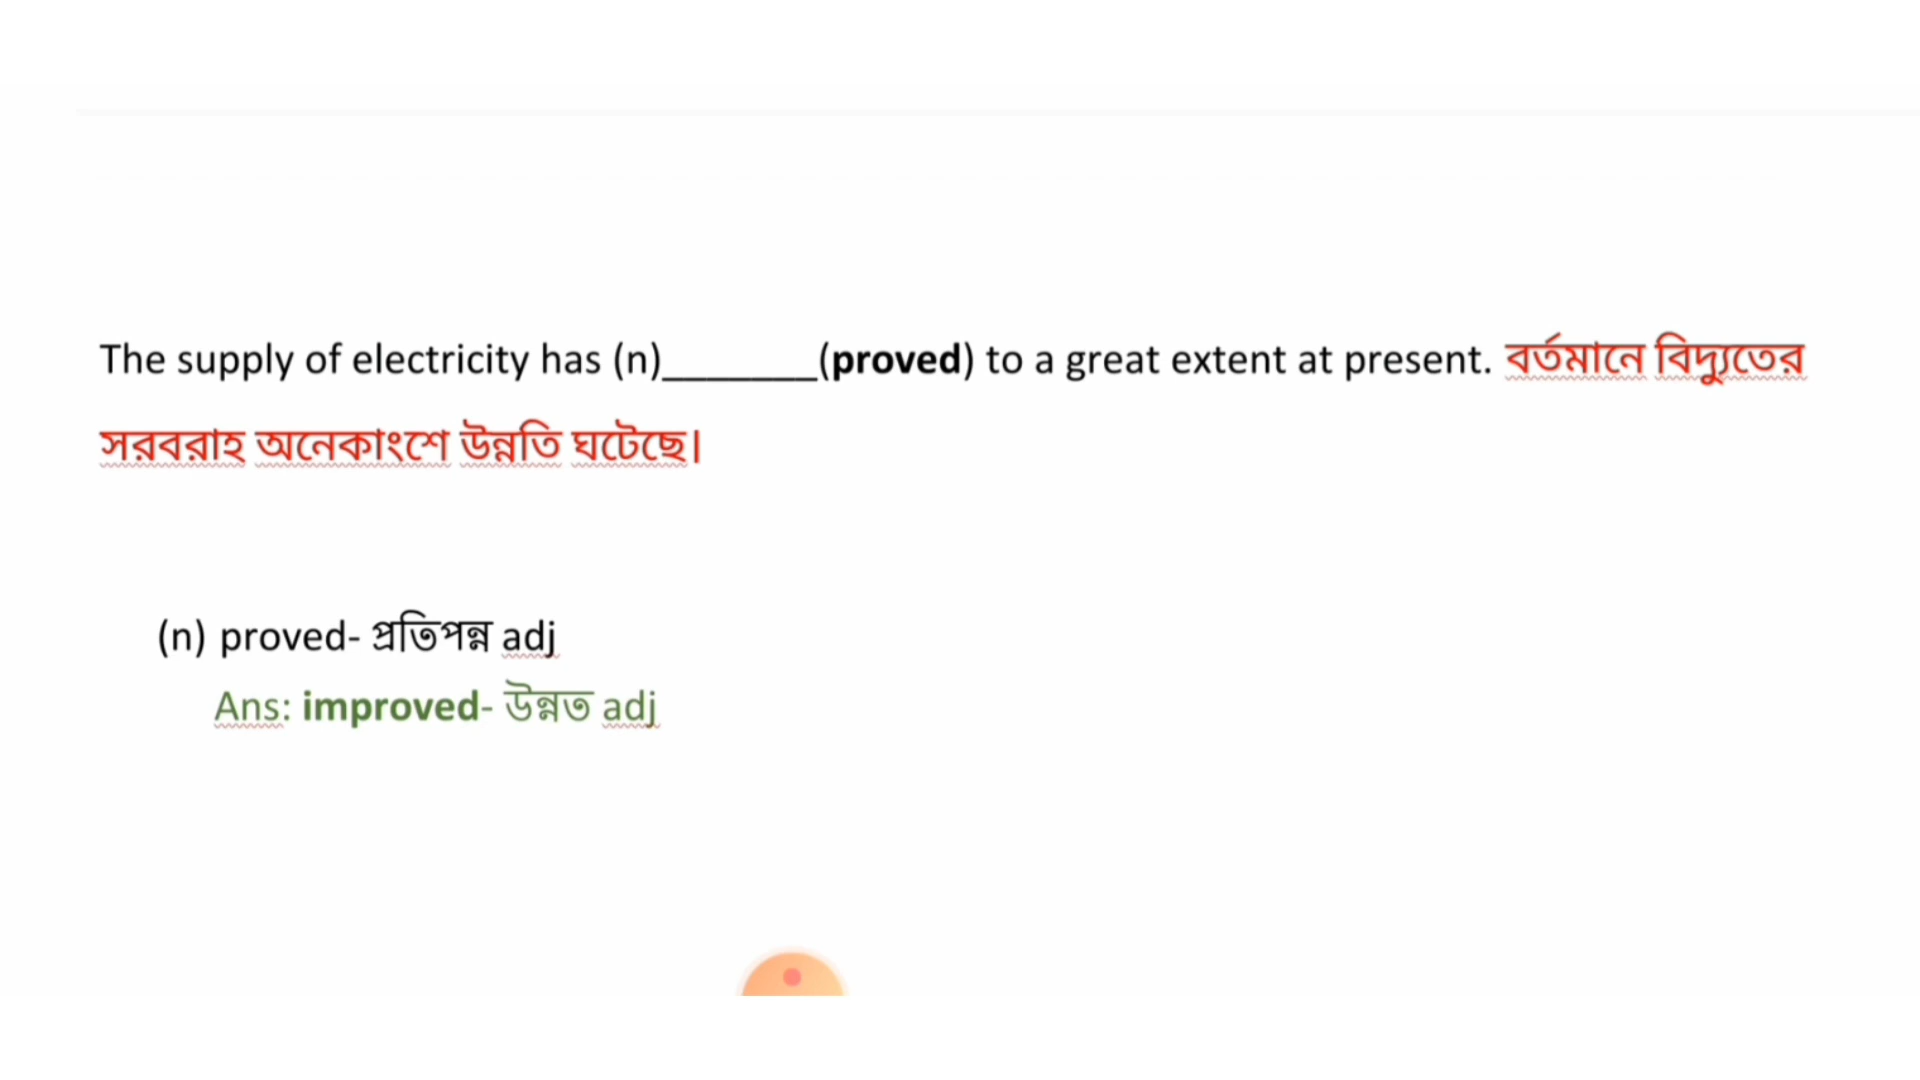 The supply of electricity has (n)_______(proved) to a great extent at present. বর্তমানে বিদ্যুতের
সরবরাহ অনেকাংশে উন্নতি ঘটেছে।
(n) proved- প্রতিপন্ন adj
Ans: improved- উন্নত adj